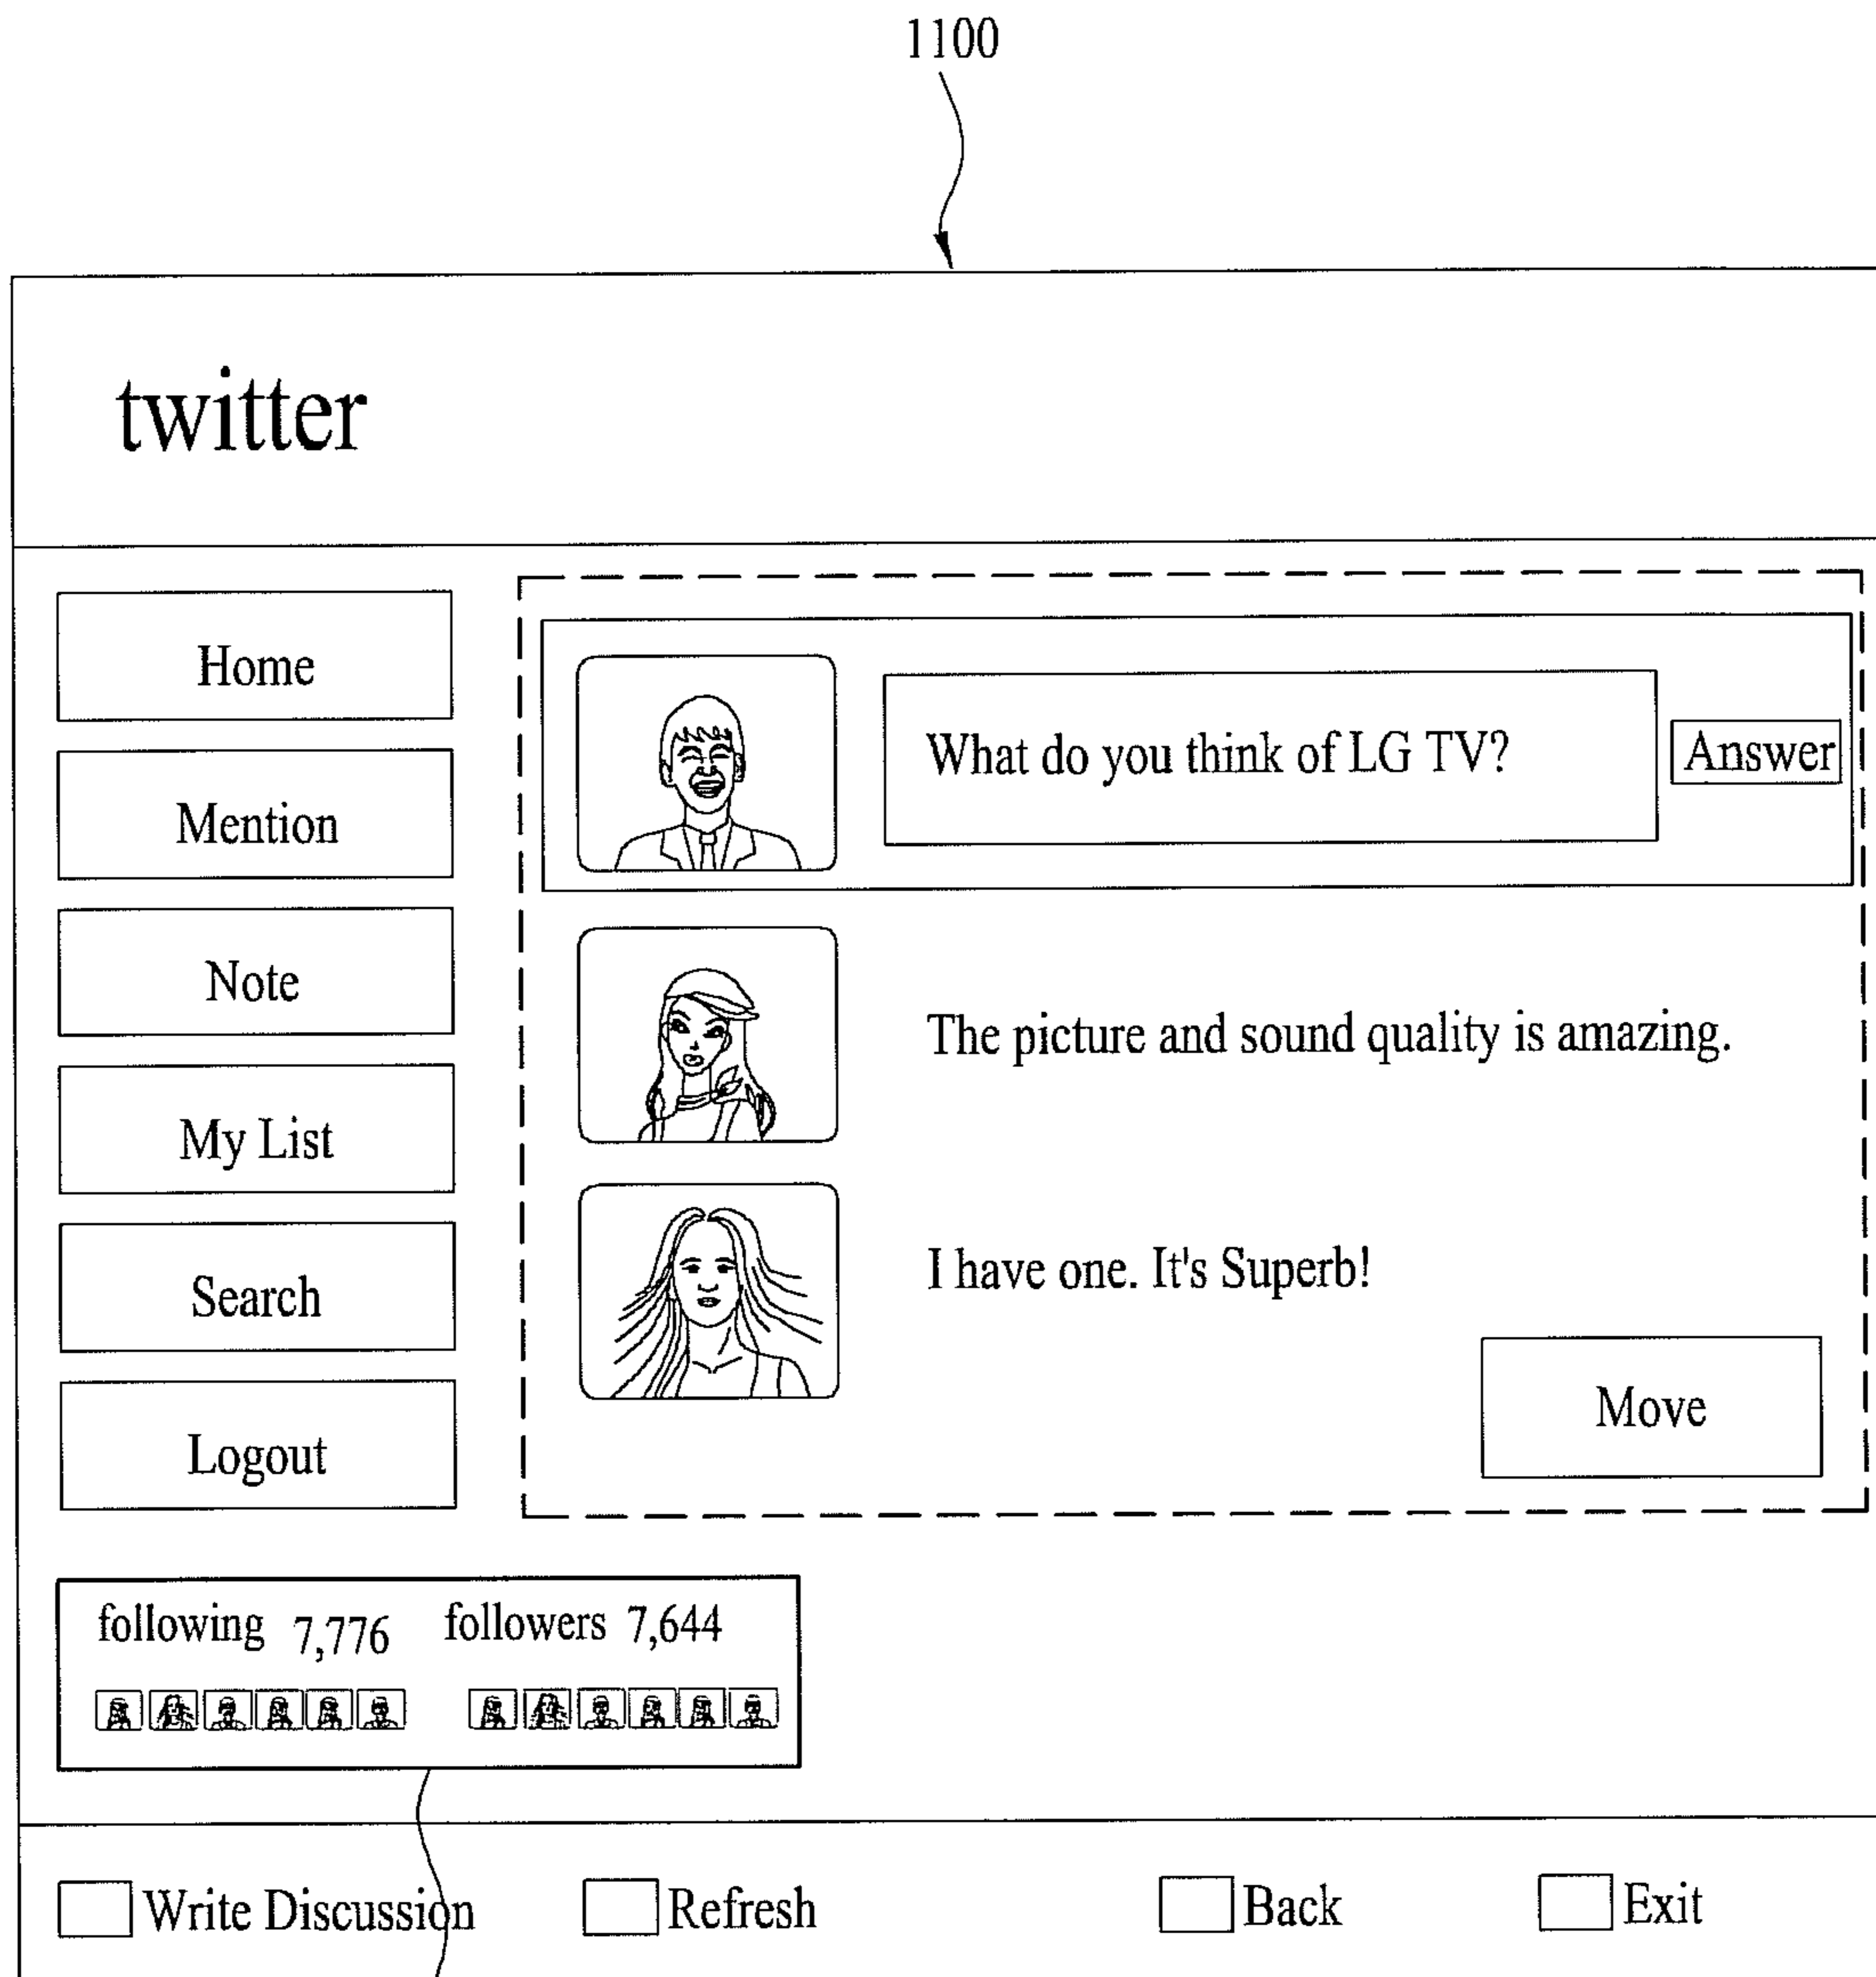 1100
twitter
Home
Mention
Note
My List
Search
Logout
What do you think of LG TV?
Answer
The picture and sound quality is amazing.
I have one. It's Superb!
Move
following 7,776 followers 7,644
Write Discussion
Refresh
Back
Exit